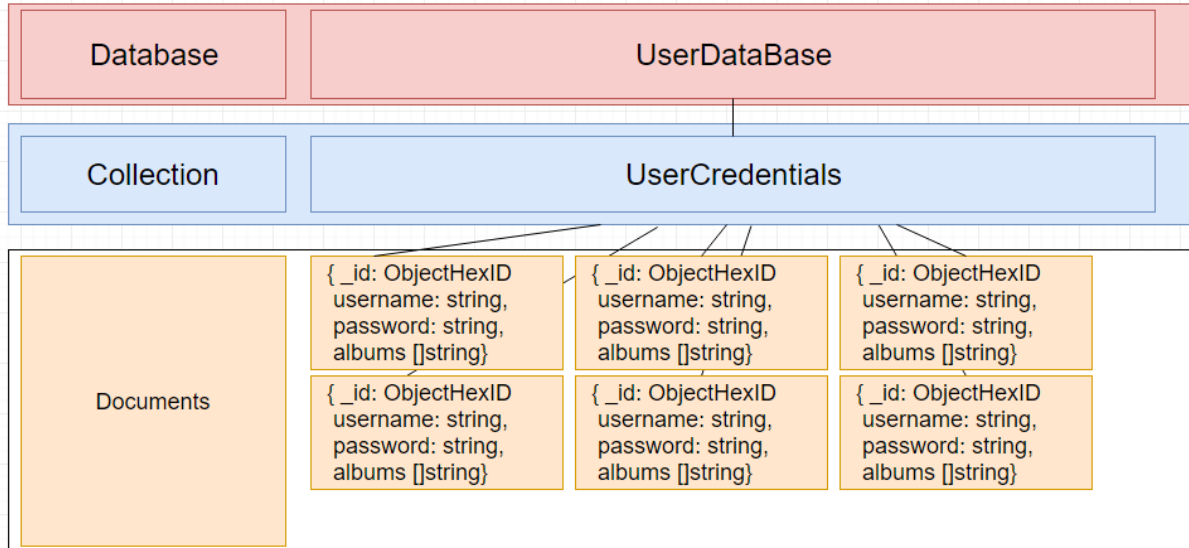 Database
UserDataBase
Collection
UserCredentials
Documents
{ _id: ObjectHexID
username: string,
password: string,
albums []string}
{ _id: ObjectHexID
username: string,
password: string,
albums []string}
{ _id: ObjectHexID
username: string,
password: string,
albums []string}
{ _id: ObjectHexID
username: string,
password: string,
albums []string}
{ _id: ObjectHexID
username: string,
password: string,
albums []string}
{ _id: ObjectHexID
username: string,
password: string,
albums []string}